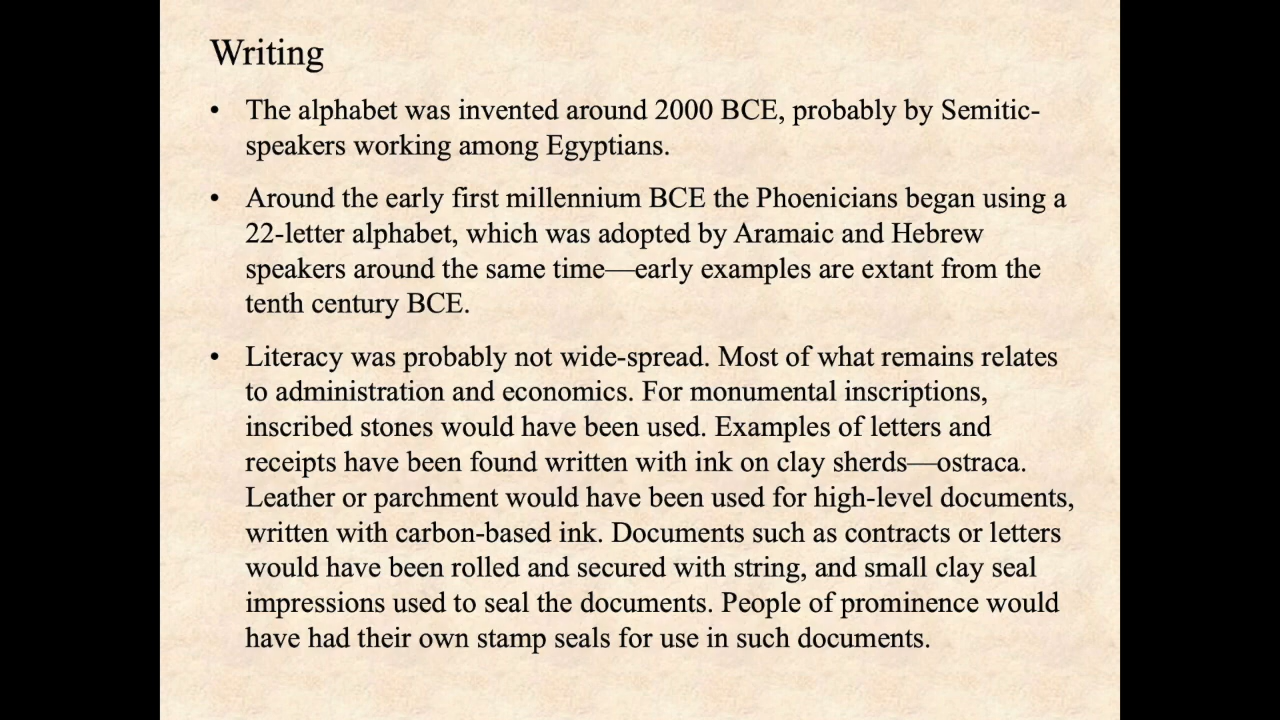 Writing
• The alphabet was invented around 2000 BCE, probably by Semitic-
speakers working among Egyptians.
• Around the early first millennium BCE the Phoenicians began using a
22-letter alphabet, which was adopted by Aramaic and Hebrew
speakers around the same time—early examples are extant from the
tenth century BCE.
• Literacy was probably not wide-spread. Most of what remains relates
to administration and economics. For monumental inscriptions,
inscribed stones would have been used. Examples of letters and
receipts have been found written with ink on clay sherds—ostraca.
Leather or parchment would have been used for high-level documents,
written with carbon-based ink. Documents such as contracts or letters
would have been rolled and secured with string, and small clay seal
impressions used to seal the documents. People of prominence would
have had their own stamp seals for use in such documents.